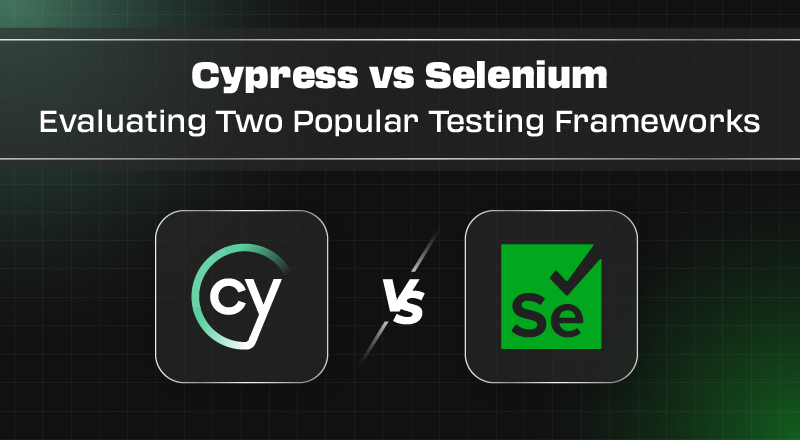 Cypress vs Selenium
Evaluating Two Popular Testing Frameworks
cy
VS
Se